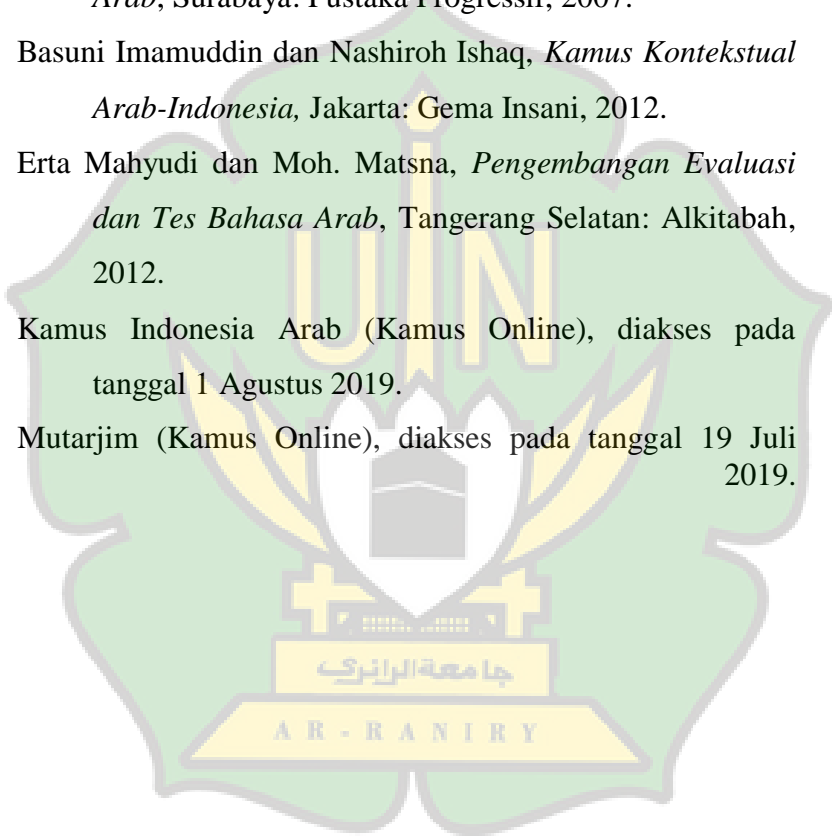 Arab, Surabaya: Pustaka Progressif, 2007.
Basuni Imamuddin dan Nashiroh Ishaq, Kamus Kontekstual
Arab-Indonesia, Jakarta: Gema Insani, 2012.
Erta Mahyudi dan Moh. Matsna, Pengembangan Evaluasi
dan Tes Bahasa Arab, Tangerang Selatan: Alkitabah,
2012.
Kamus Indonesia Arab (Kamus Online), diakses pada
tanggal 1 Agustus 2019.
Mutarjim (Kamus Online), diakses pada tanggal 19 Juli
2019.
UIN
جامعة الرانري
AR-RANIRY